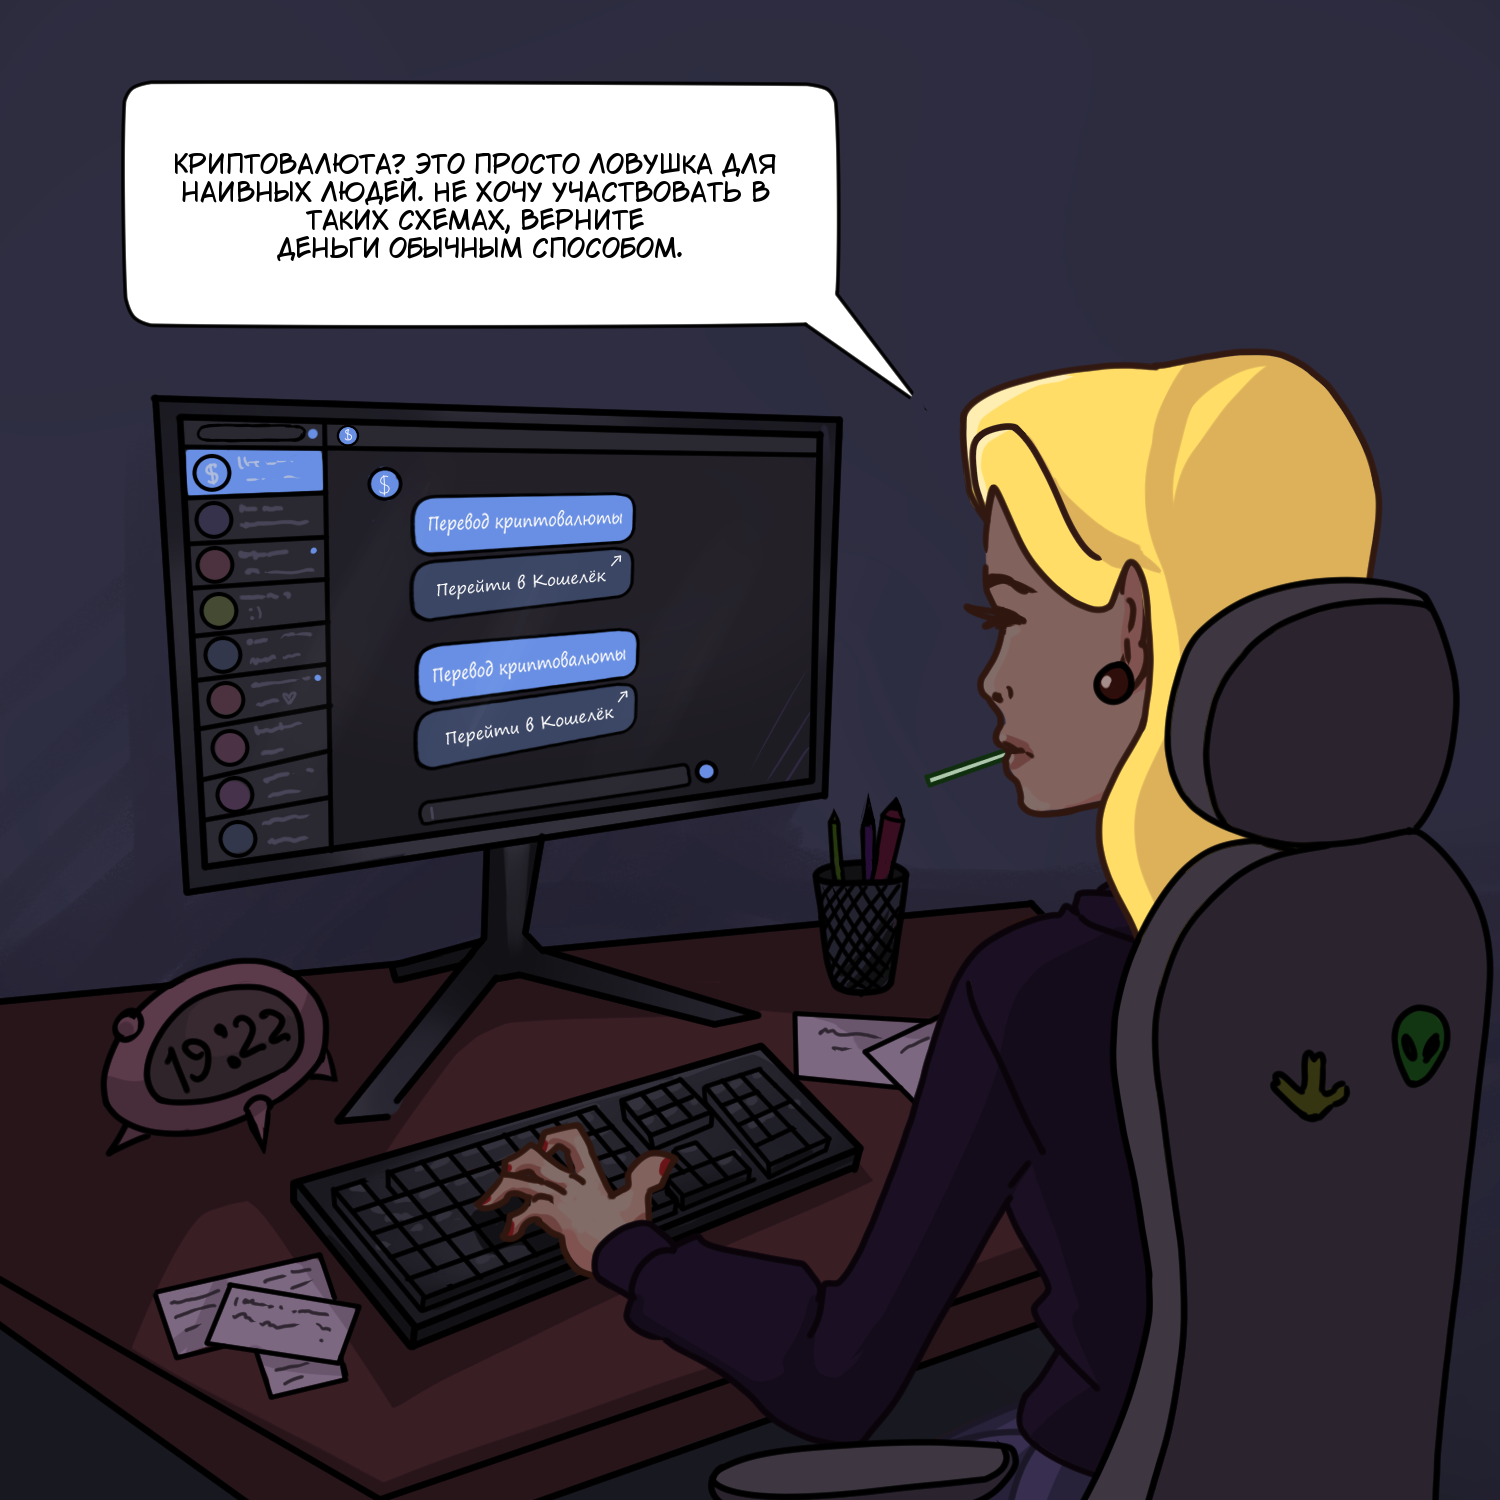 КРИПТОВАЛЮТА? ЭТО ПРОСТО ЛОВУШКА ДЛЯ
НАИВНЫХ ЛЮДЕЙ. НЕ ХОЧУ УЧАСТВОВАТЬ В
ТАКИХ СХЕМАХ, ВЕРНИТЕ
ДЕНЬГИ ОБЫЧНЫМ СПОСОБОМ.
$
$
$
Перевод криптовалюты
Перейти в Кошелёк
Перевод криптовалюты
Перейти в Кошелёк
:)
19:22